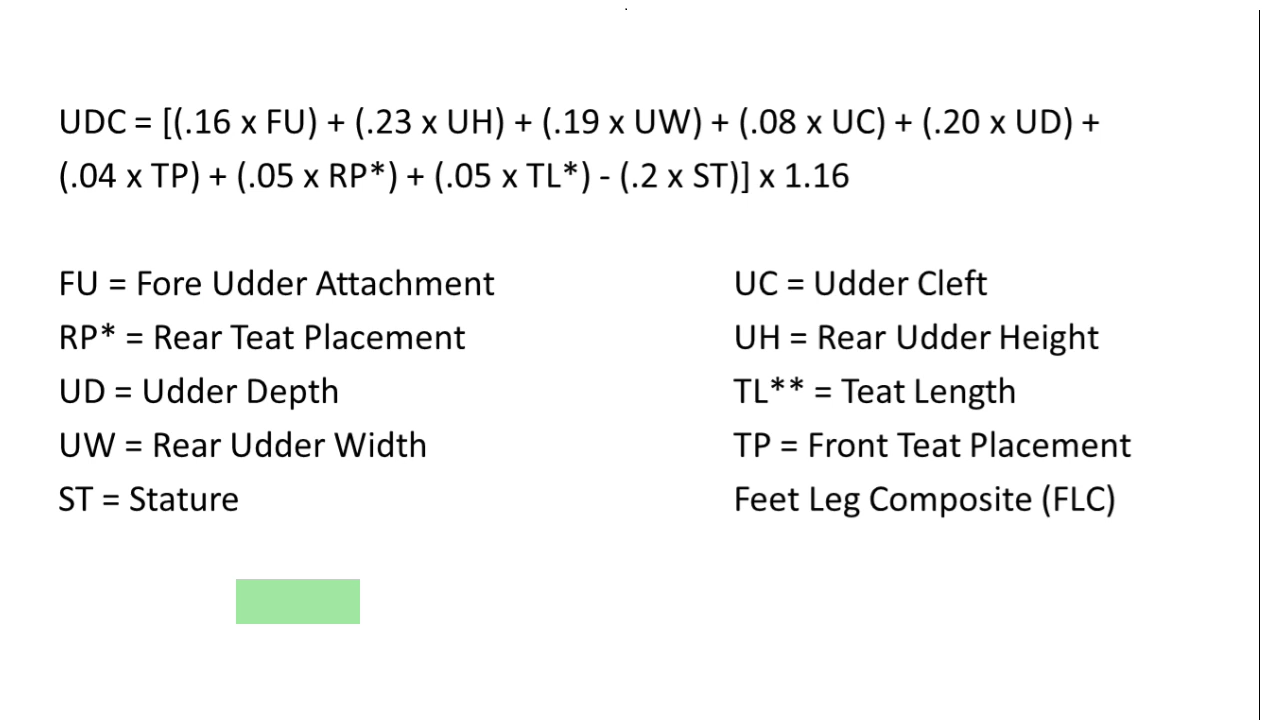 UDC = [(.16 x FU) + (.23 x UH) + (.19 x UW) + (.08 x UC) + (.20 x UD) +
(.04 x TP) + (.05 x RP*) + (.05 x TL*) - (.2 x ST)] x 1.16
FU = Fore Udder Attachment
RP* = Rear Teat Placement
UD = Udder Depth
UW = Rear Udder Width
ST = Stature
UC = Udder Cleft
UH = Rear Udder Height
TL** = Teat Length
TP = Front Teat Placement
Feet Leg Composite (FLC)